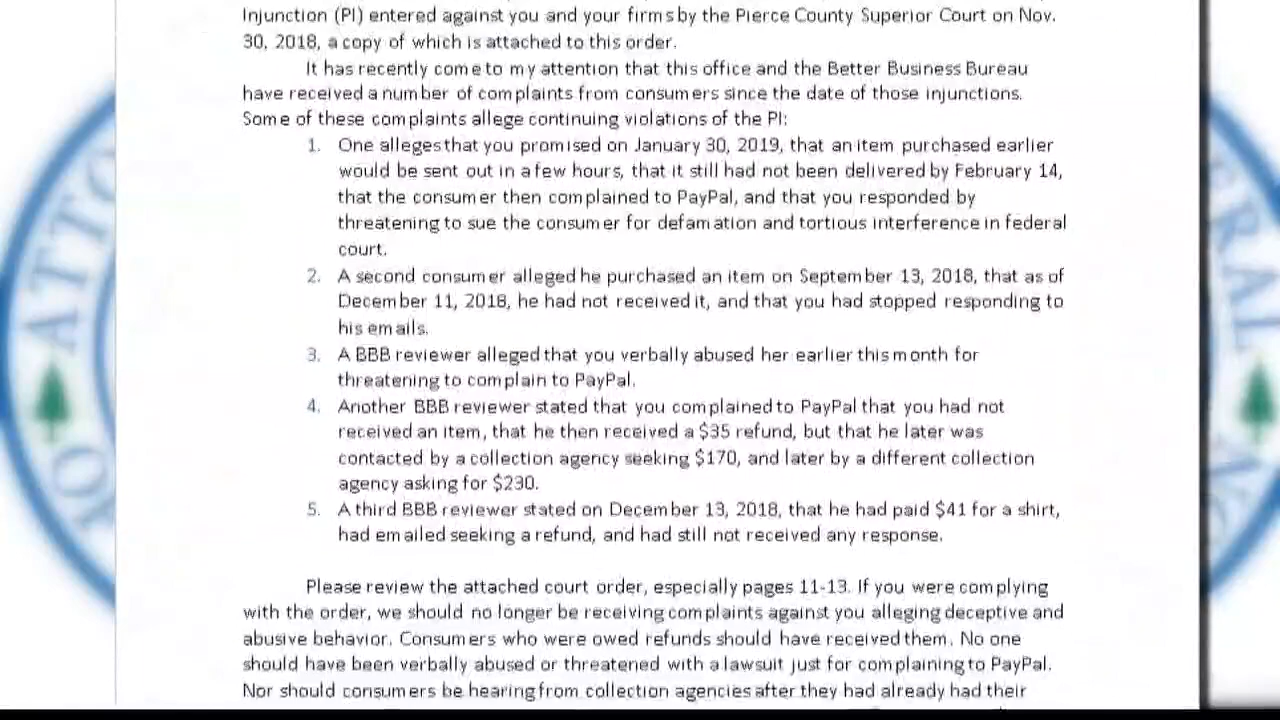 Injunction (PI) entered against you and your firms by the Pierce County Superior Court on Nov.
30, 2018, a copy of which is attached to this order.
It has recently come to my attention that this office and the Better Business Bureau
have received a number of complaints from consumers since the date of those injunctions.
Some of these complaints allege continuing violations of the PI:
1. One alleges that you promised on January 30, 2019, that an item purchased earlier
would be sent out in a few hours, that it still had not been delivered by February 14,
that the consumer then complained to PayPal, and that you responded by
threatening to sue the consumer for defamation and tortious interference in federal
court.
2. A second consumer alleged he purchased an item on September 13, 2018, that as of
December 11, 2018, he had not received it, and that you had stopped responding to
his emails.
3. A BBB reviewer alleged that you verbally abused her earlier this month for
threatening to complain to PayPal.
4. Another BBB reviewer stated that you complained to PayPal that you had not
received an item, that he then received a $35 refund, but that he later was
contacted by a collection agency seeking $170, and later by a different collection
agency asking for $230.
5. A third BBB reviewer stated on December 13, 2018, that he had paid $41 for a shirt,
had emailed seeking a refund, and had still not received any response.
Please review the attached court order, especially pages 11-13. If you were complying
with the order, we should no longer be receiving complaints against you alleging deceptive and
abusive behavior. Consumers who were owed refunds should have received them. No one
should have been verbally abused or threatened with a lawsuit just for complaining to PayPal.
Nor should consumers be hearing from collection agencies after they had already had their